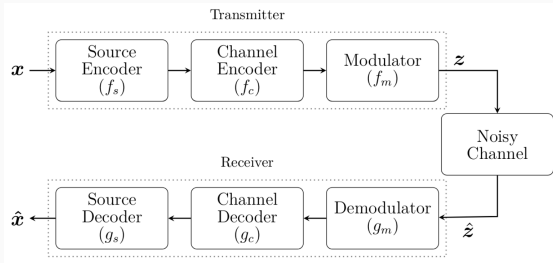 Transmitter
x
Source
Encoder
(f_s)
Channel
Encoder
(f_c)
Modulator
(f_m)
z
Noisy
Channel
Receiver
x̂
Source
Decoder
(g_s)
Channel
Decoder
(g_c)
Demodulator
(g_m)
ẑ